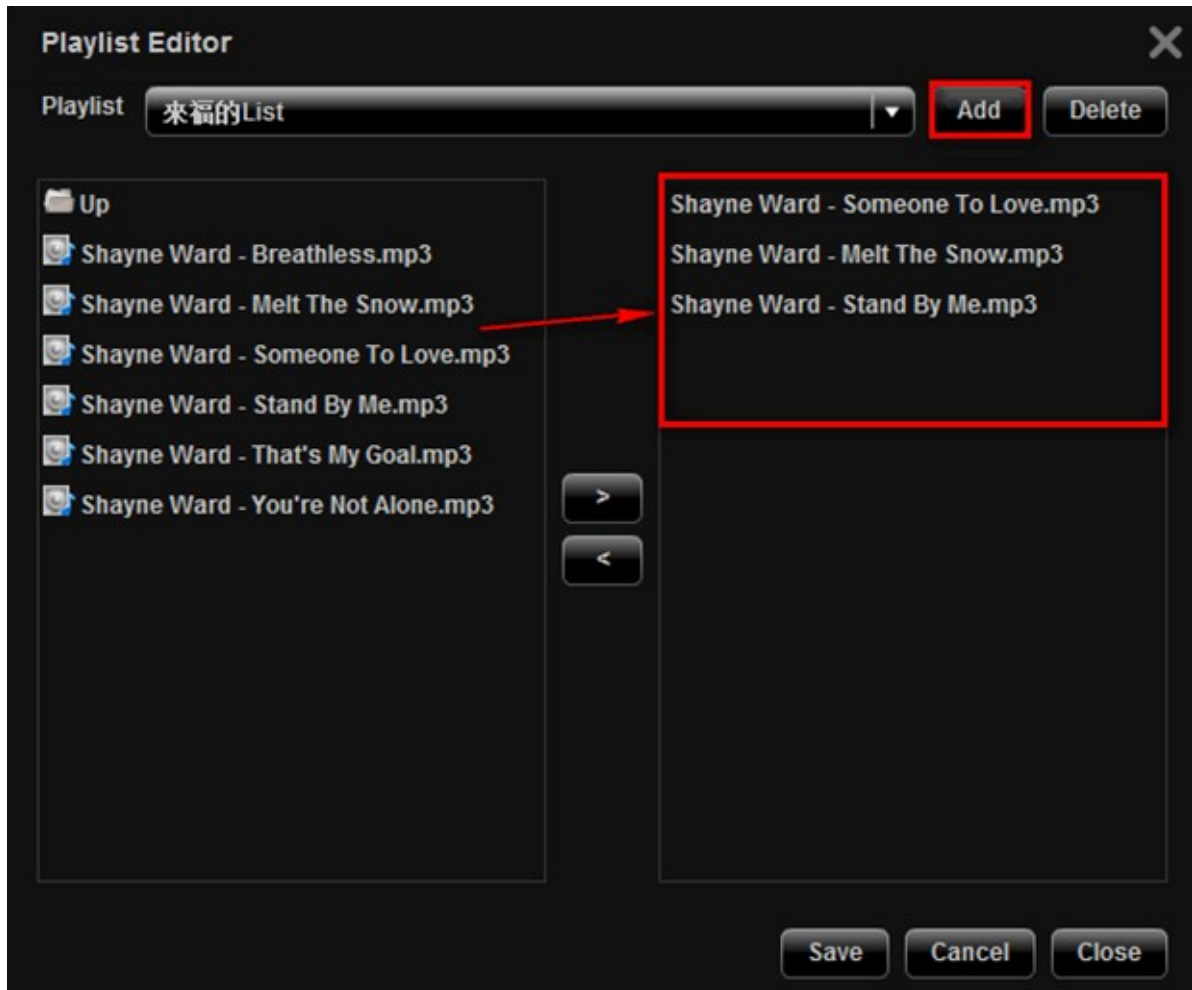 Playlist Editor
Playlist 來福的List Add Delete
Up
Shayne Ward - Breathless.mp3
Shayne Ward - Melt The Snow.mp3
Shayne Ward - Someone To Love.mp3
Shayne Ward - Stand By Me.mp3
Shayne Ward - That's My Goal.mp3
Shayne Ward - You're Not Alone.mp3
>
<
Shayne Ward - Someone To Love.mp3
Shayne Ward - Melt The Snow.mp3
Shayne Ward - Stand By Me.mp3
Save Cancel Close